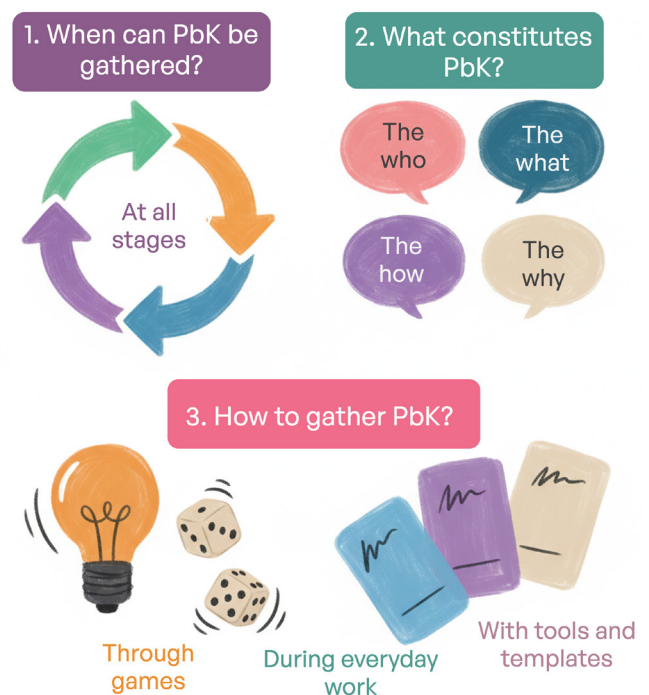 1. When can PbK be
gathered?
2. What constitutes
PbK?
At all
stages
The
who
The
what
The
how
The
why
3. How to gather PbK?
Through
games
During everyday
work
With tools and
templates